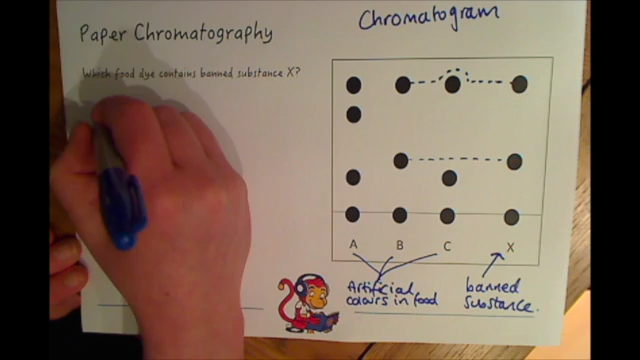 Chromatogram
Paper Chromatography
Which food dye contains banned substance X?
A B C X
Artificial
colours in food
banned
substance.